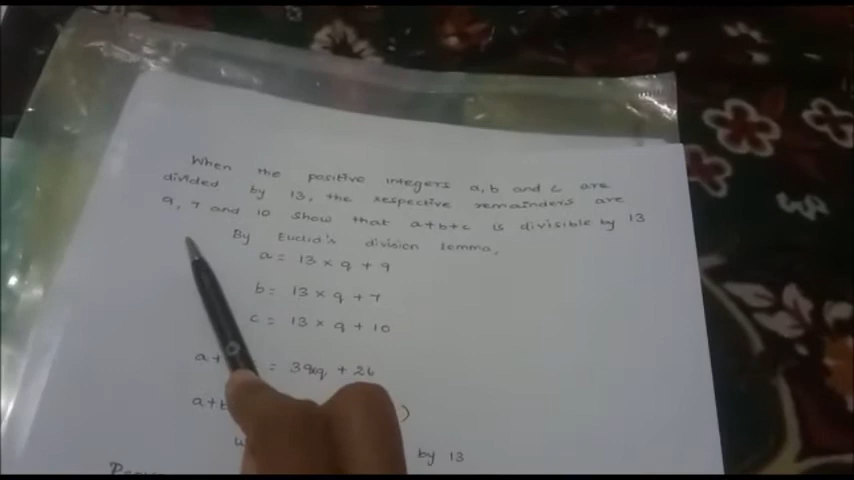 When the positive integers a, b and c are
divided by 13, the respective remainders are
9, 7 and 10 show that a+b+c is divisible by 13
By Euclid's division lemma,
a = 13 × q + 9
b = 13 × q + 7
c = 13 × q + 10
a+ = 39q + 26
a+b )
by 13